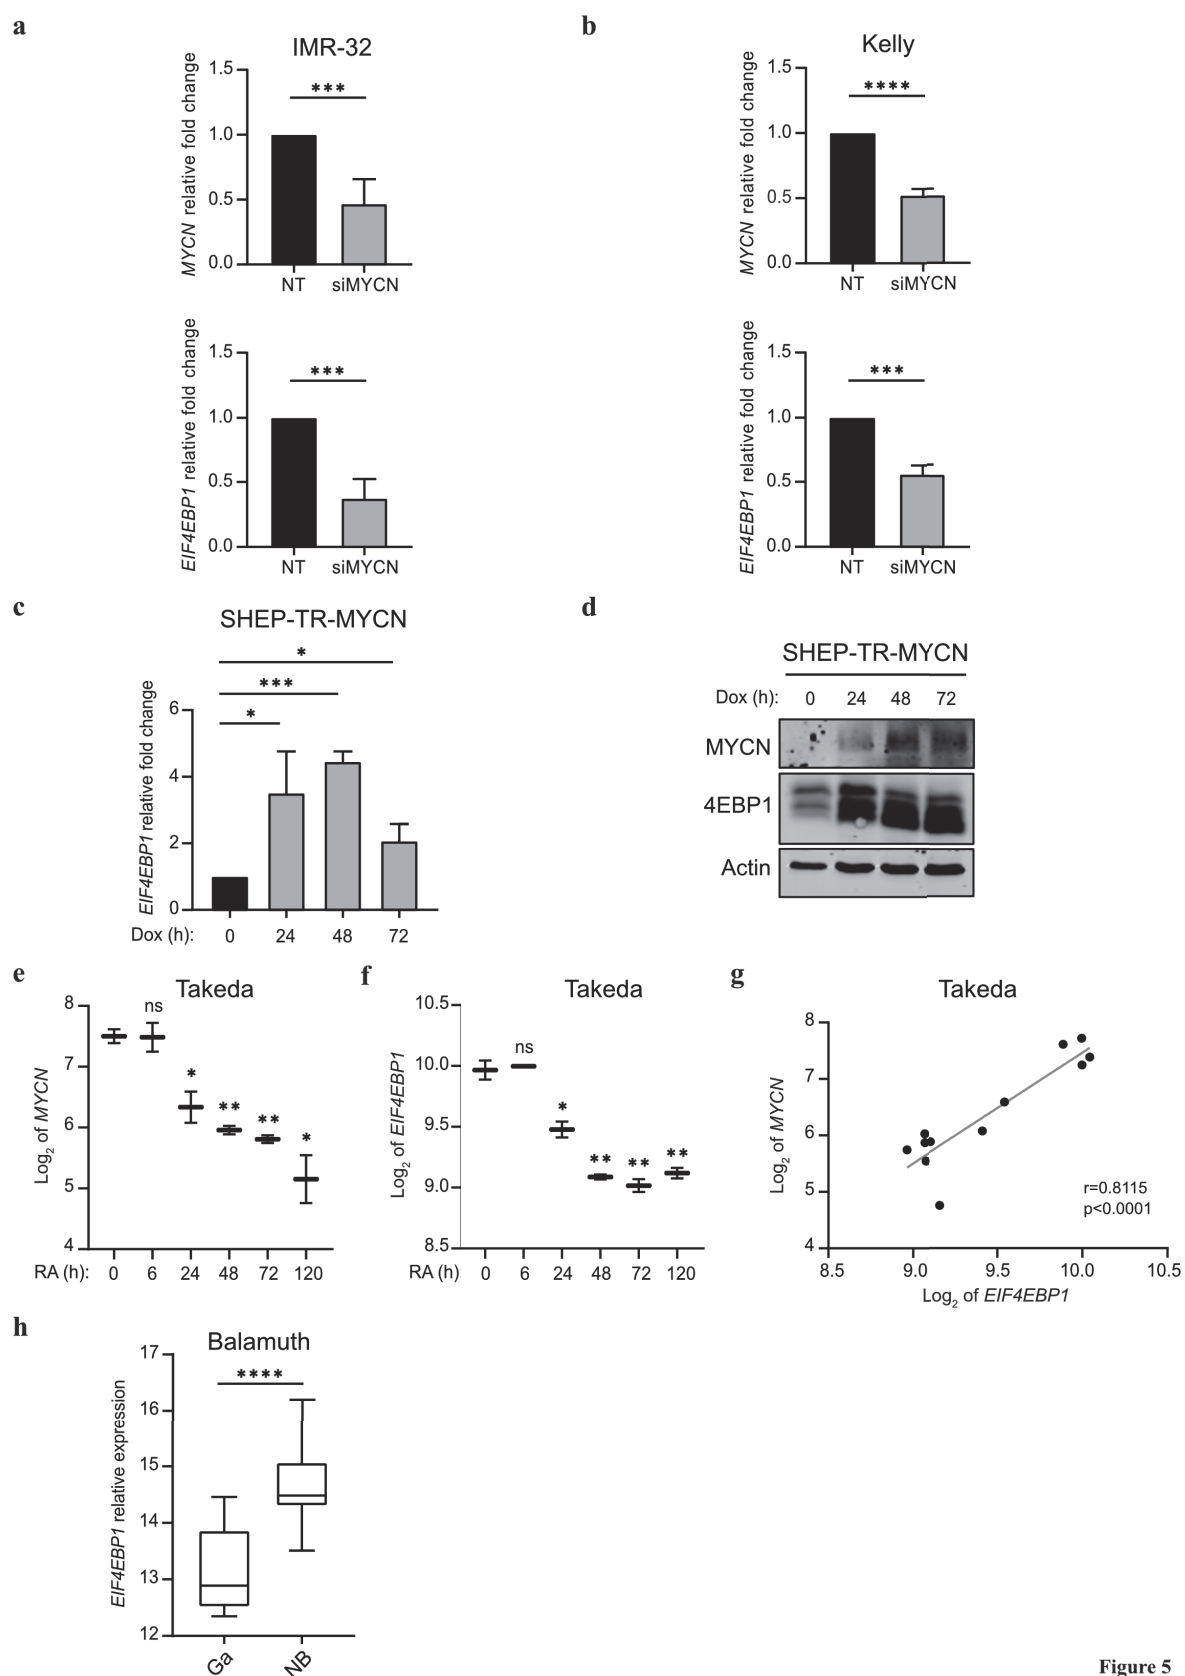 a
IMR-32
MYCN relative fold change
1.5
1.0
0.5
0.0
***
NT siMYCN
EIF4EBP1 relative fold change
1.5
1.0
0.5
0.0
***
NT siMYCN
b
Kelly
MYCN relative fold change
1.5
1.0
0.5
0.0
****
NT siMYCN
EIF4EBP1 relative fold change
1.5
1.0
0.5
0.0
***
NT siMYCN
c
SHEP-TR-MYCN
*
***
*
EIF4EBP1 relative fold change
6
4
2
0
Dox (h): 0 24 48 72
d
SHEP-TR-MYCN
Dox (h): 0 24 48 72
MYCN
4EBP1
Actin
e
Takeda
Log2 of MYCN
8
7
6
5
4
ns
*
**
**
*
RA (h): 0 6 24 48 72 120
f
Takeda
Log2 of EIF4EBP1
10.5
10.0
9.5
9.0
8.5
ns
*
**
**
**
RA (h) 0 6 24 48 72 120
g
Takeda
Log2 of MYCN
8
7
6
5
4
r=0.8115
p<0.0001
8.5 9.0 9.5 10.0 10.5
Log2 of EIF4EBP1
h
Balamuth
****
EIF4EBP1 relative expression
17
16
15
14
13
12
Ga NB
Figure 5